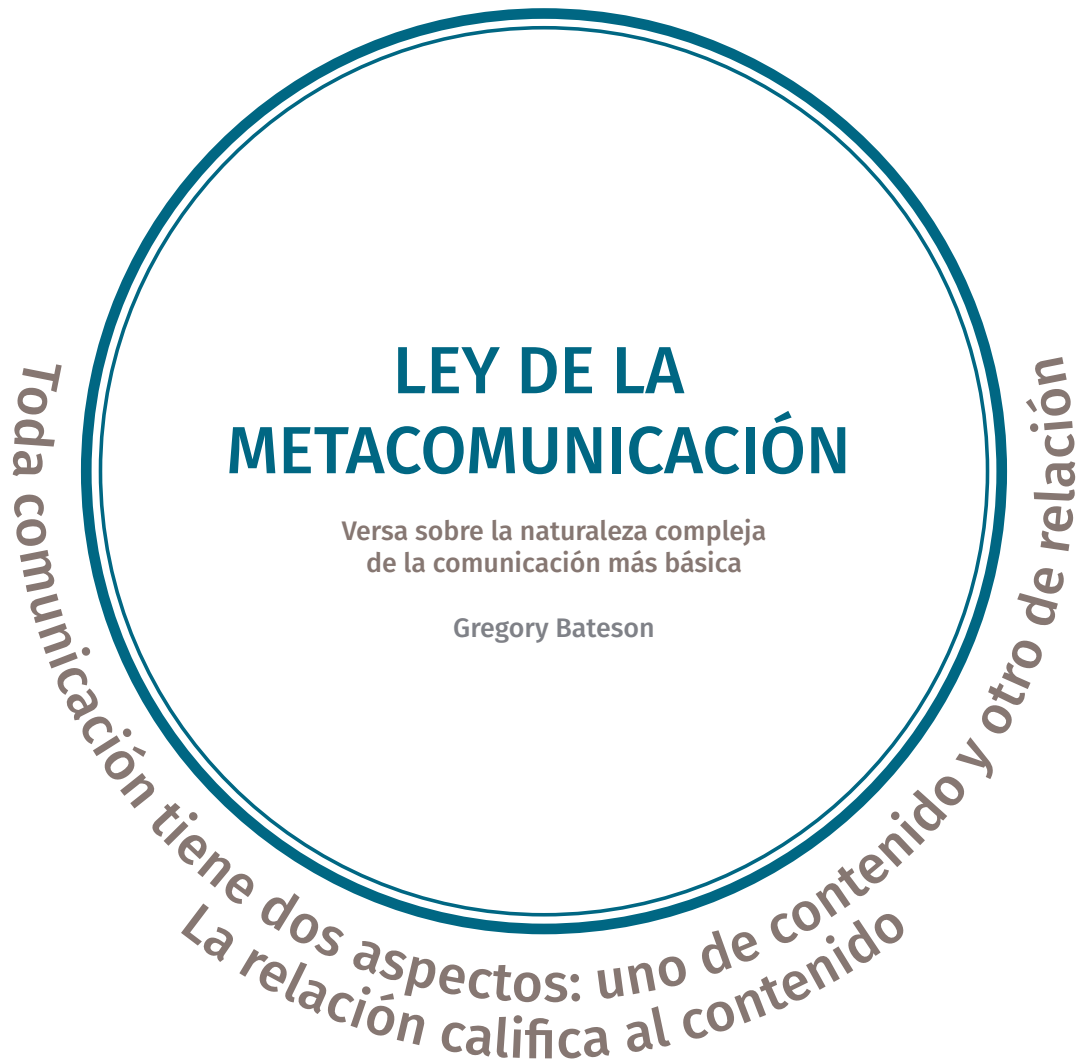 LEY DE LA
METACOMUNICACIÓN
Versa sobre la naturaleza compleja
de la comunicación más básica
Gregory Bateson
Toda comunicación tiene dos aspectos: uno de contenido y otro de relación
La relación califica al contenido